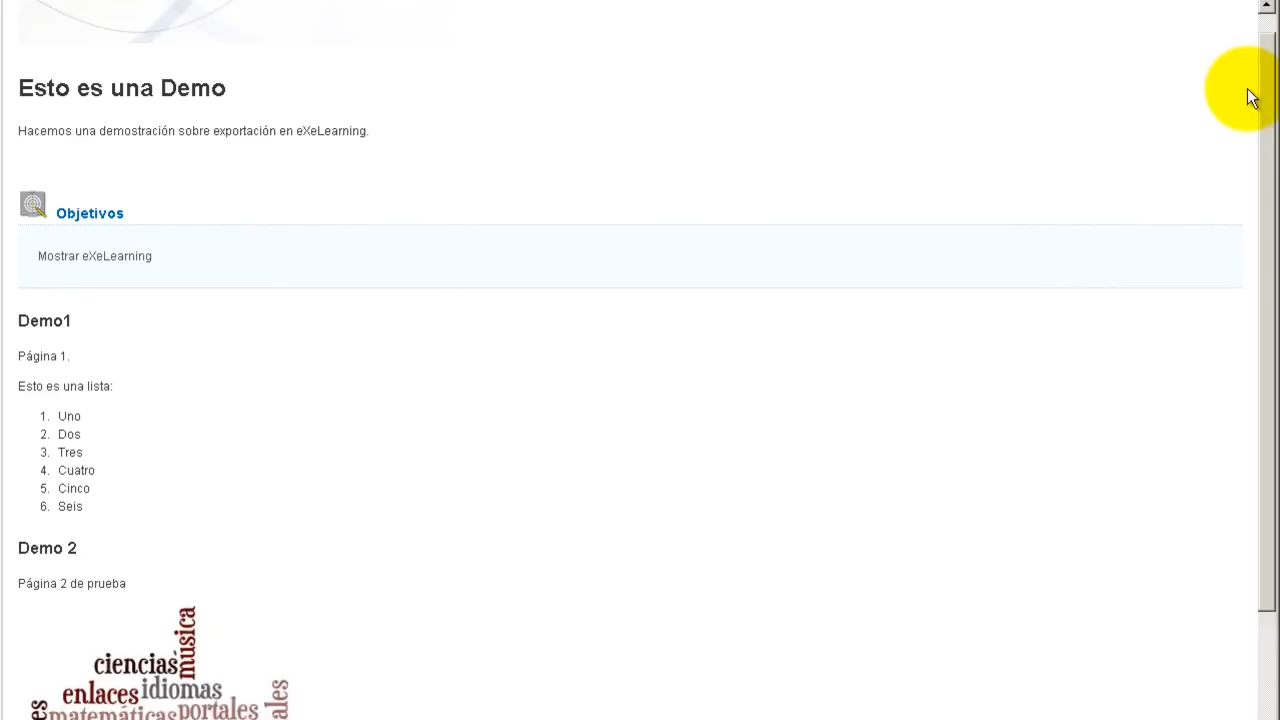 Esto es una Demo
Hacemos una demostración sobre exportación en eXeLearning.
Objetivos
Mostrar eXeLearning
Demo1
Página 1.
Esto es una lista:
1. Uno
2. Dos
3. Tres
4. Cuatro
5. Cinco
6. Seis
Demo 2
Página 2 de prueba
música
ciencias
enlaces idiomas
matemáticas portales